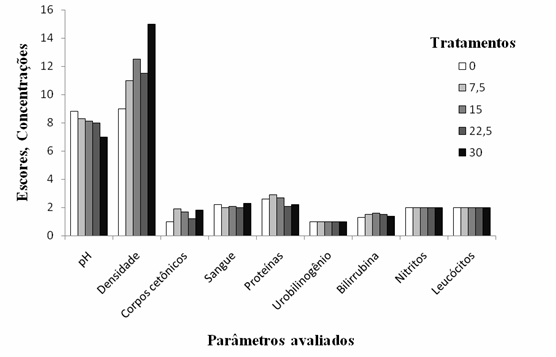 16
14
12
10
8
6
4
2
0
Escores, Concentrações
Tratamentos
0
7,5
15
22,5
30
pH
Densidade
Corpos cetônicos
Sangue
Proteínas
Urobilinogênio
Bilirrubina
Nitritos
Leucócitos
Parâmetros avaliados